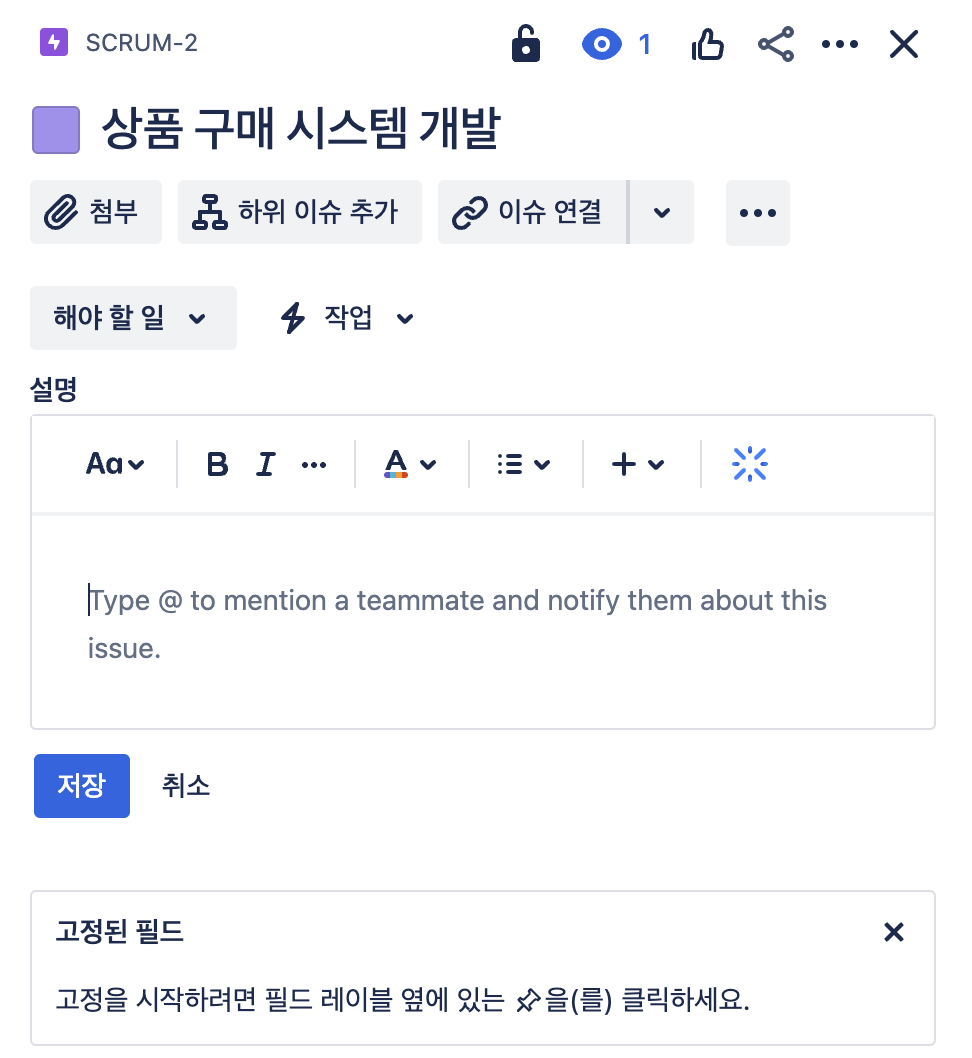 SCRUM-2
1
상품 구매 시스템 개발
첨부
하위 이슈 추가
이슈 연결
해야 할 일
작업
설명
Aa
B
I
A
Type @ to mention a teammate and notify them about this
issue.
저장
취소
고정된 필드
고정을 시작하려면 필드 레이블 옆에 있는 을(를) 클릭하세요.